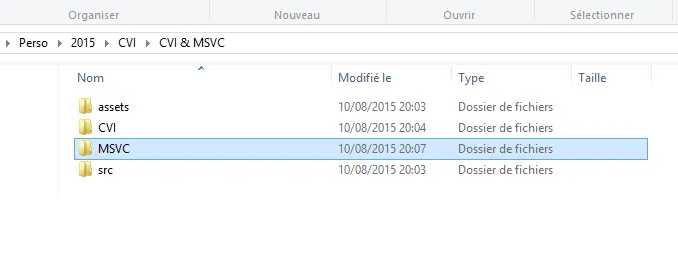 Organiser Nouveau Ouvrir Sélectionner
Perso 2015 CVI CVI & MSVC
Nom Modifié le Type Taille
assets 10/08/2015 20:03 Dossier de fichiers
CVI 10/08/2015 20:04 Dossier de fichiers
MSVC 10/08/2015 20:07 Dossier de fichiers
src 10/08/2015 20:03 Dossier de fichiers